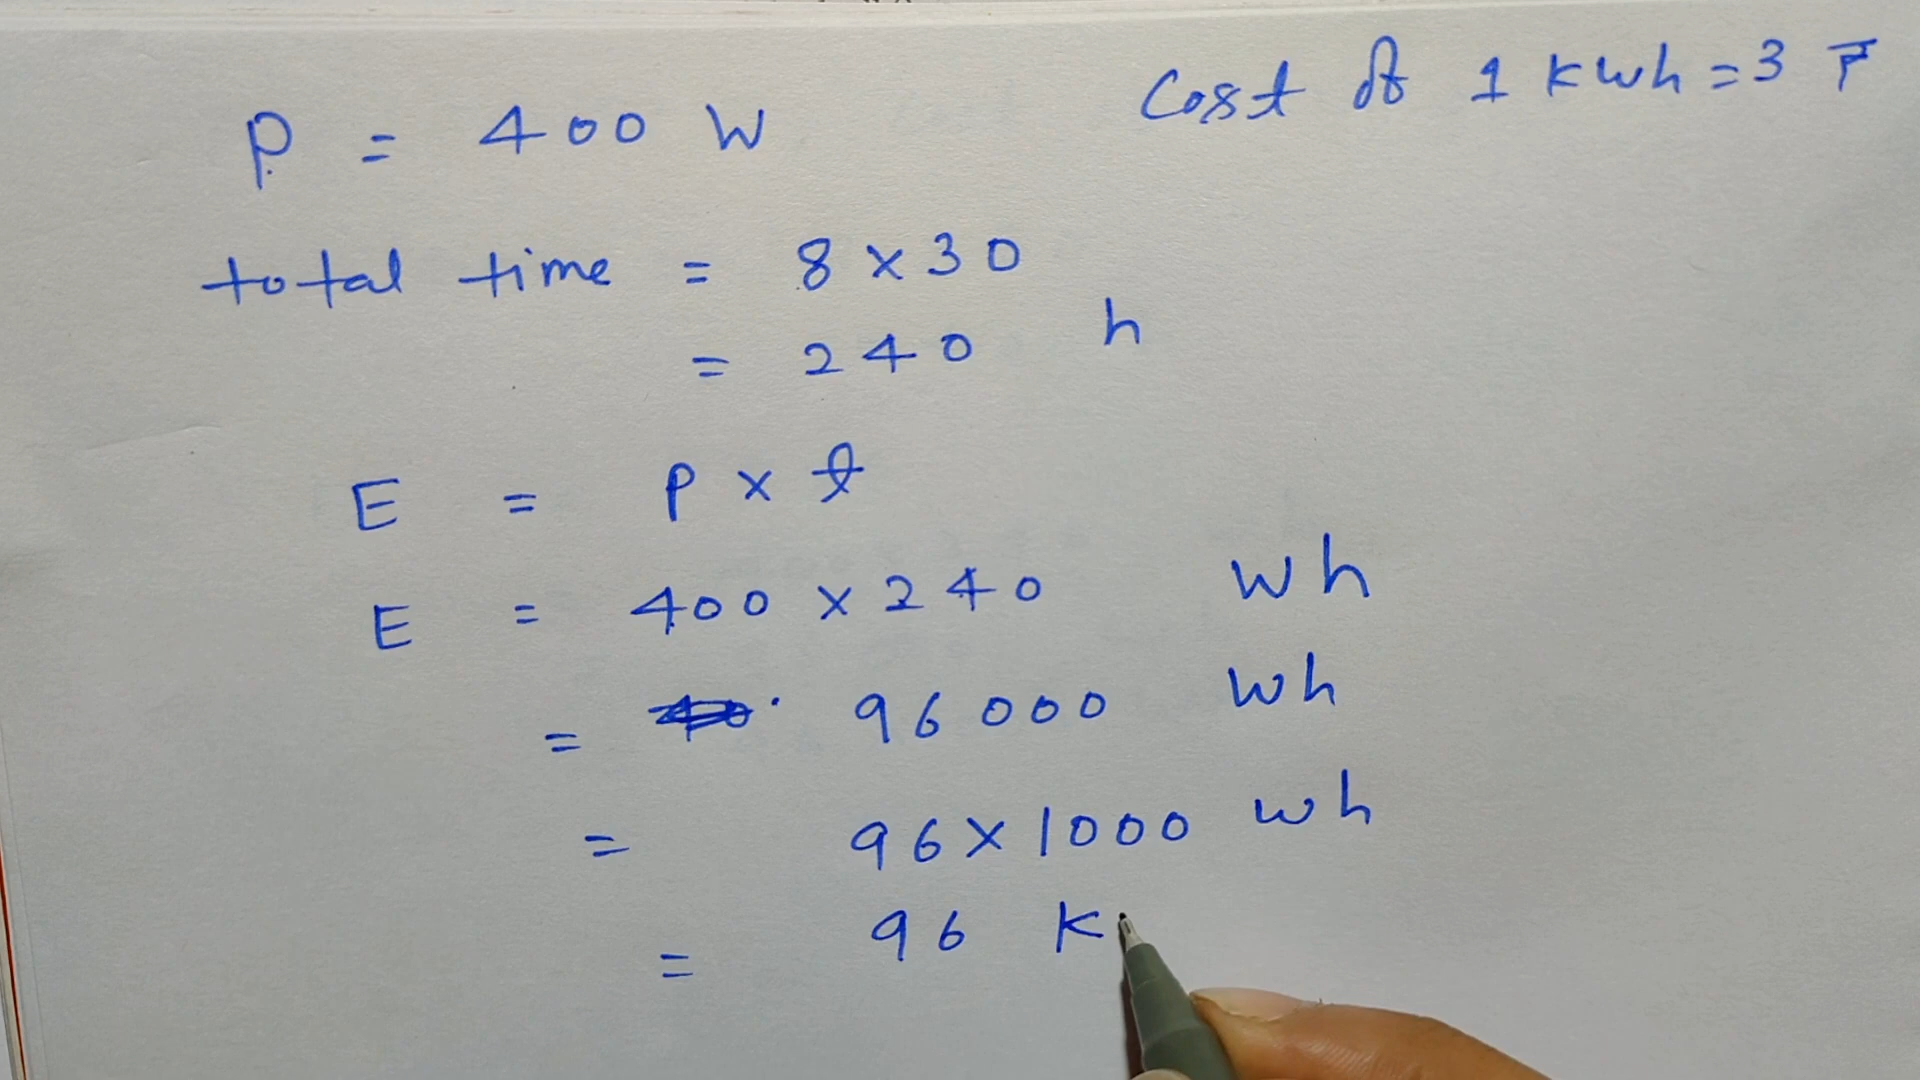 Cost of 1 kwh = 3 ₹
P = 400 W
total time = 8 x 30
= 240 h
E = P x t
E = 400 x 240 wh
= 96000 wh
= 96 x 1000 wh
= 96 K